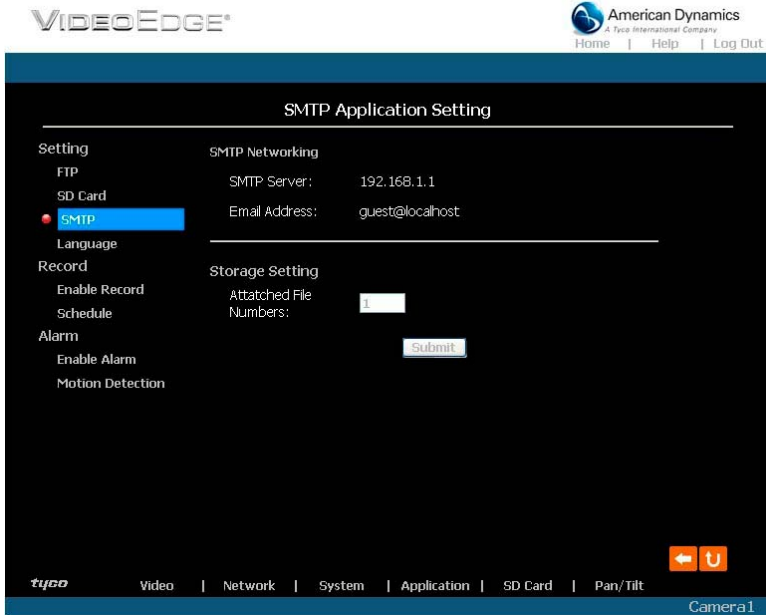 VIDEOEDGE®
American Dynamics
A Tyco International Company
Home | Help | Log Out
SMTP Application Setting
Setting
FTP
SD Card
SMTP
Language
Record
Enable Record
Schedule
Alarm
Enable Alarm
Motion Detection
SMTP Networking
SMTP Server: 192.168.1.1
Email Address: guest@localhost
Storage Setting
Attatched File
Numbers:
1
Submit
tyco
Video | Network | System | Application | SD Card | Pan/Tilt
Camera1